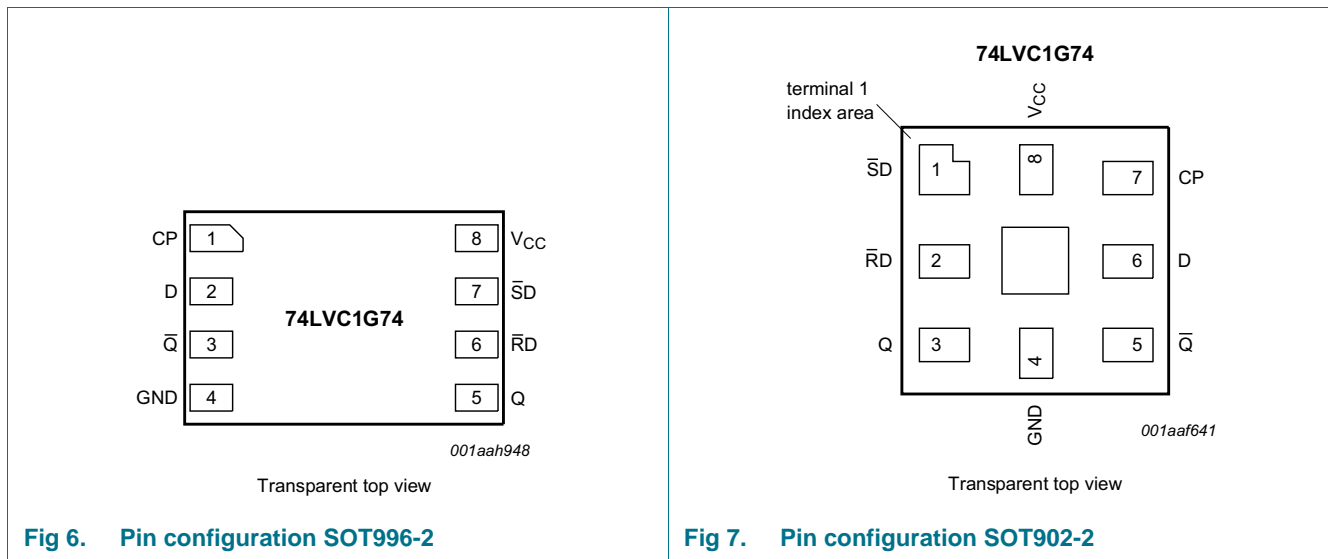 CP 1 8 VCC
D 2 7 S̅D
74LVC1G74
Q̅ 3 6 R̅D
GND 4 5 Q
001aah948
Transparent top view
Fig 6. Pin configuration SOT996-2
74LVC1G74
terminal 1
index area
VCC
S̅D 1 8 7 CP
R̅D 2 6 D
Q 3 4 5 Q̅
GND
001aaf641
Transparent top view
Fig 7. Pin configuration SOT902-2